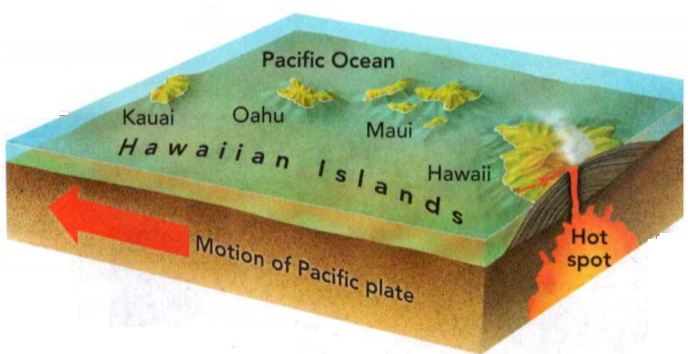 Pacific Ocean
Kauai
Oahu
Maui
Hawaii
Hawaiian Islands
Hot
spot
Motion of Pacific plate